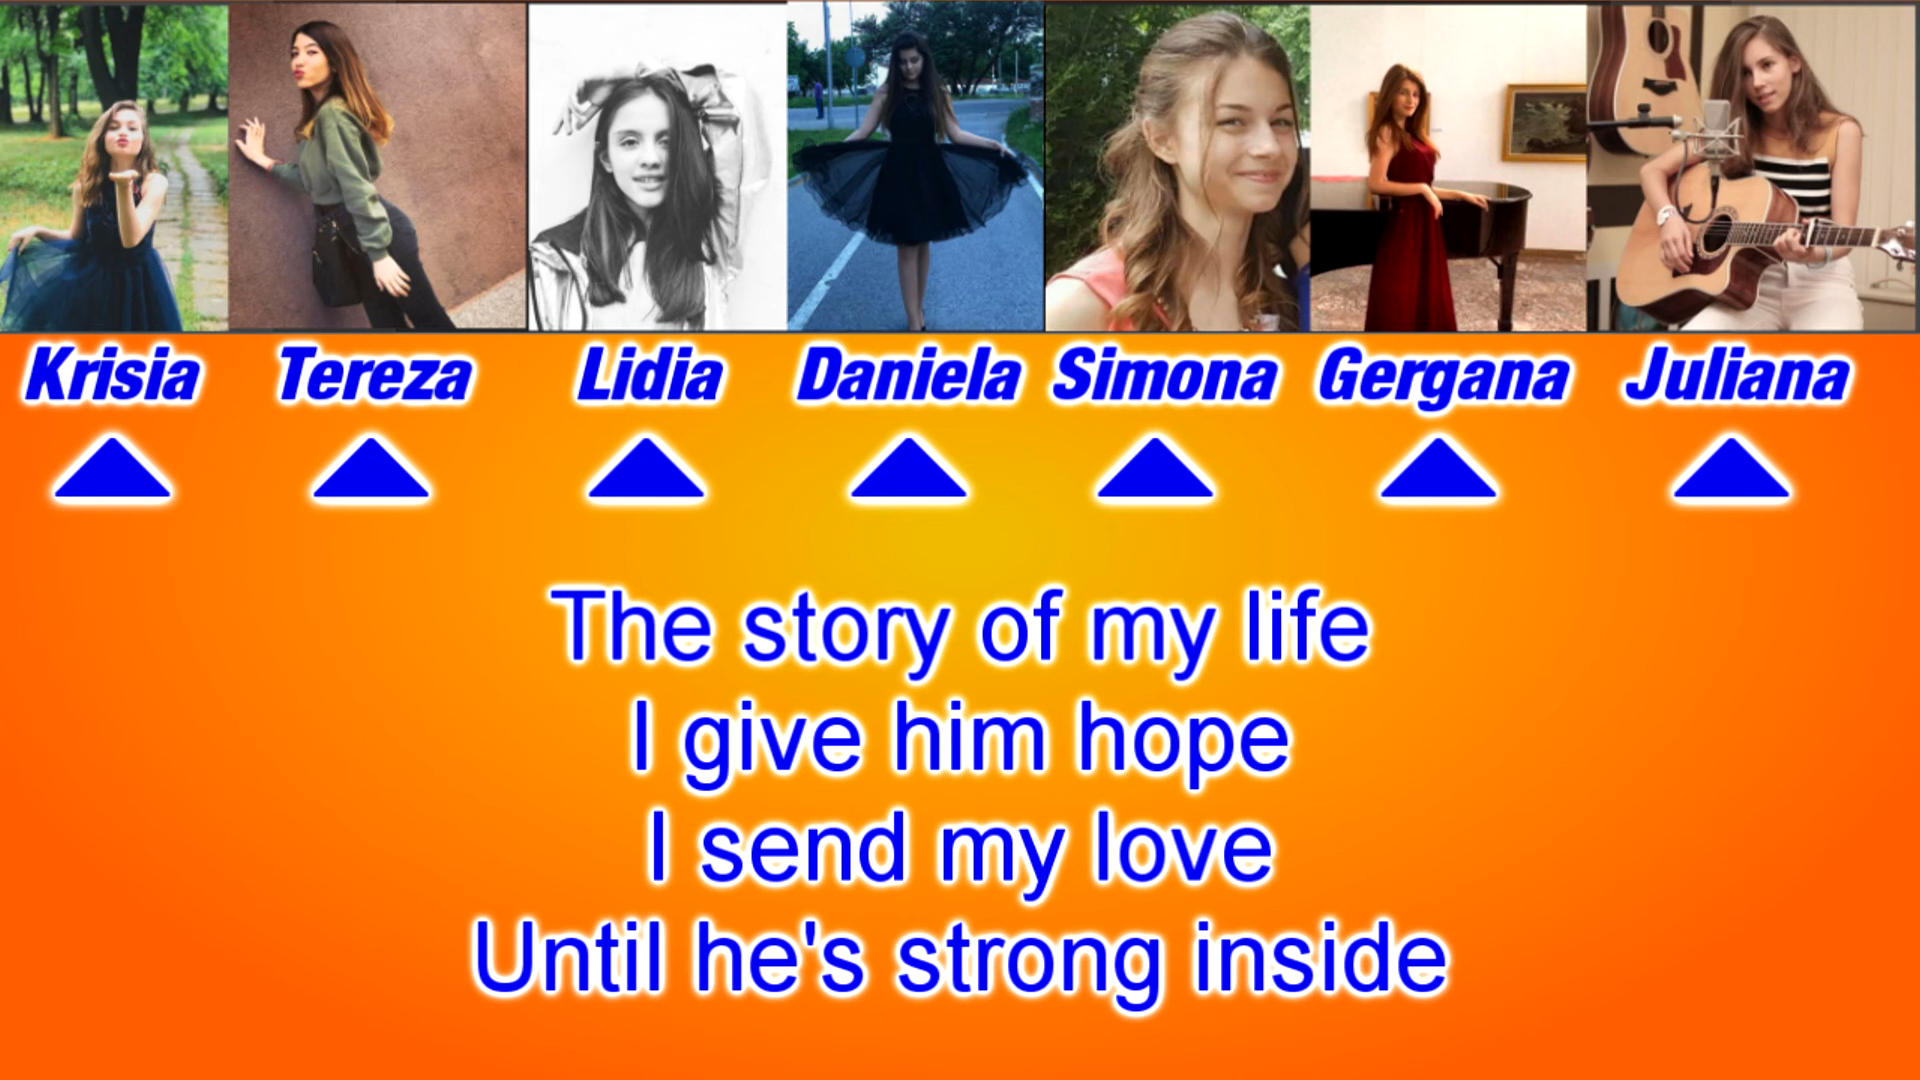 Krisia Tereza Lidia Daniela Simona Gergana Juliana
The story of my life
I give him hope
I send my love
Until he's strong inside